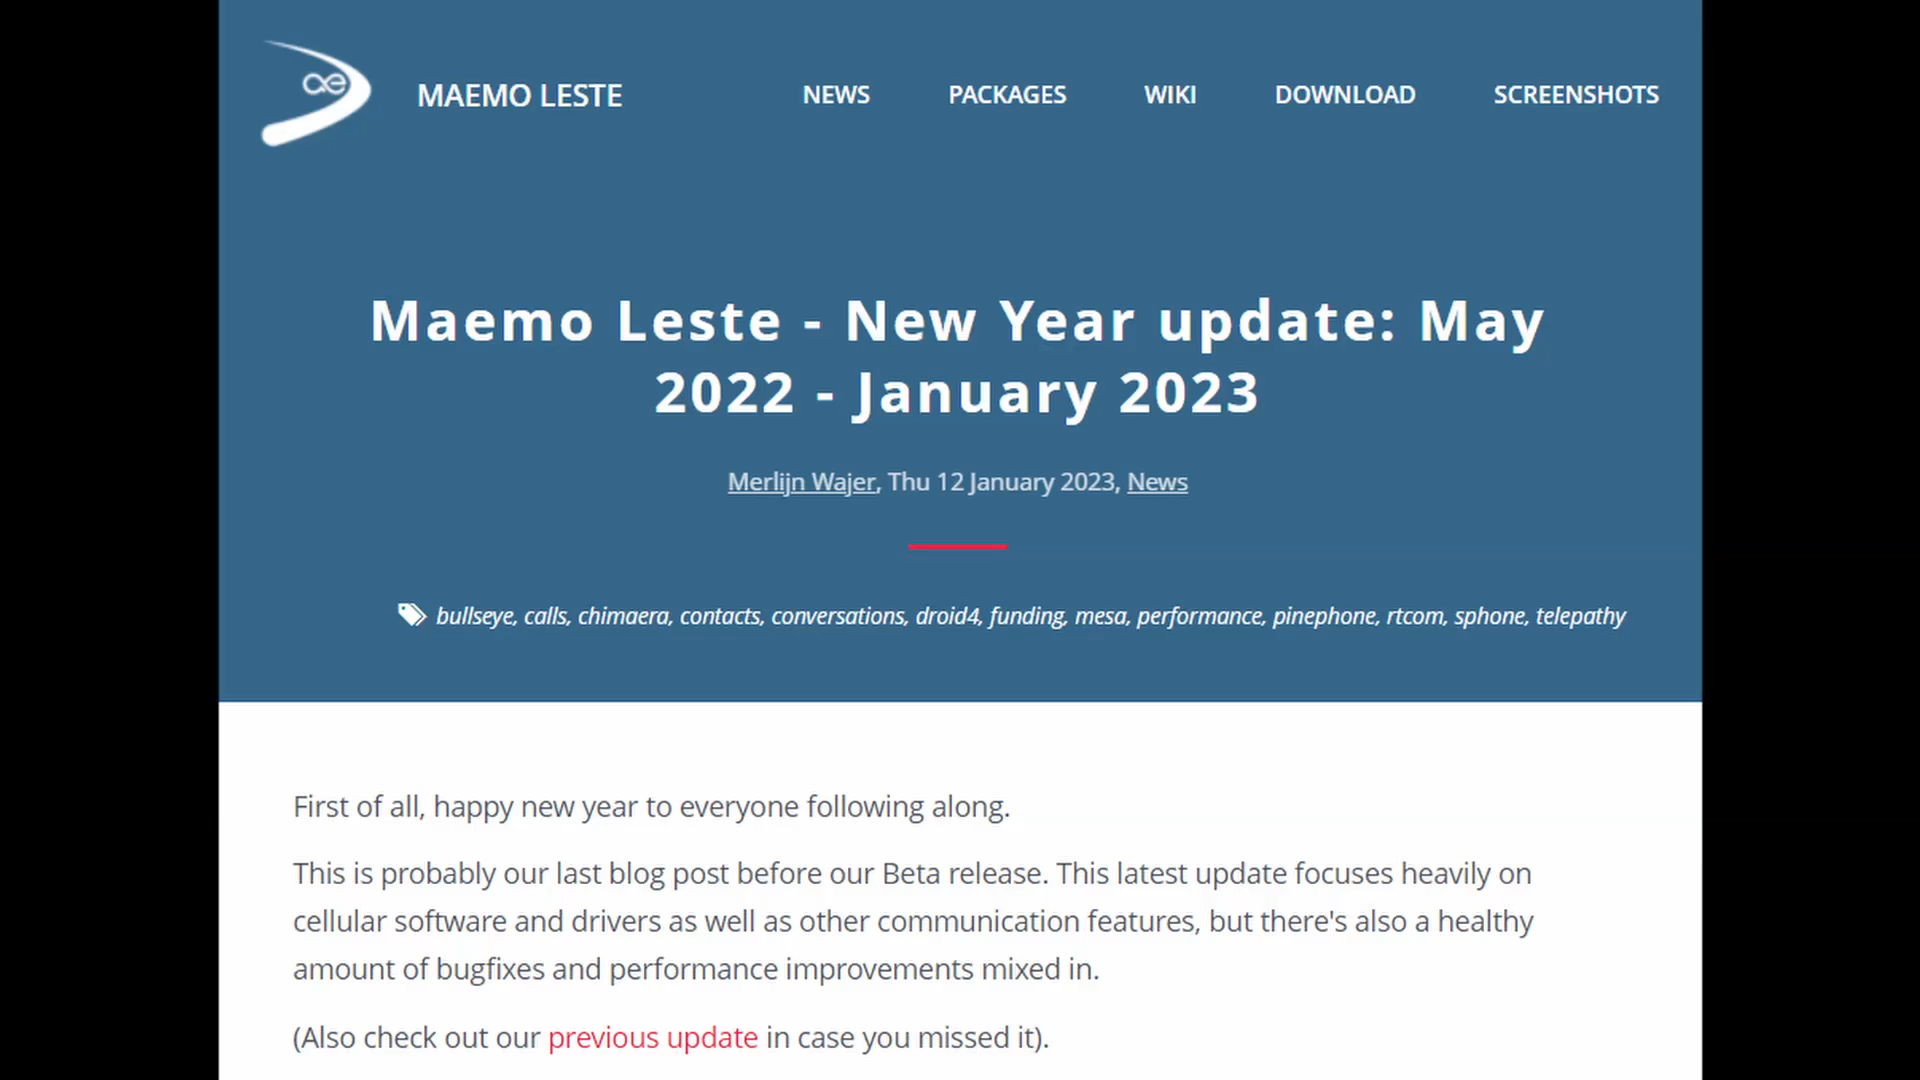 æ
MAEMO LESTE
NEWS
PACKAGES
WIKI
DOWNLOAD
SCREENSHOTS
Maemo Leste - New Year update: May
2022 - January 2023
Merlijn Wajer, Thu 12 January 2023, News
bullseye, calls, chimaera, contacts, conversations, droid4, funding, mesa, performance, pinephone, rtcom, sphone, telepathy
First of all, happy new year to everyone following along.
This is probably our last blog post before our Beta release. This latest update focuses heavily on
cellular software and drivers as well as other communication features, but there's also a healthy
amount of bugfixes and performance improvements mixed in.
(Also check out our previous update in case you missed it).